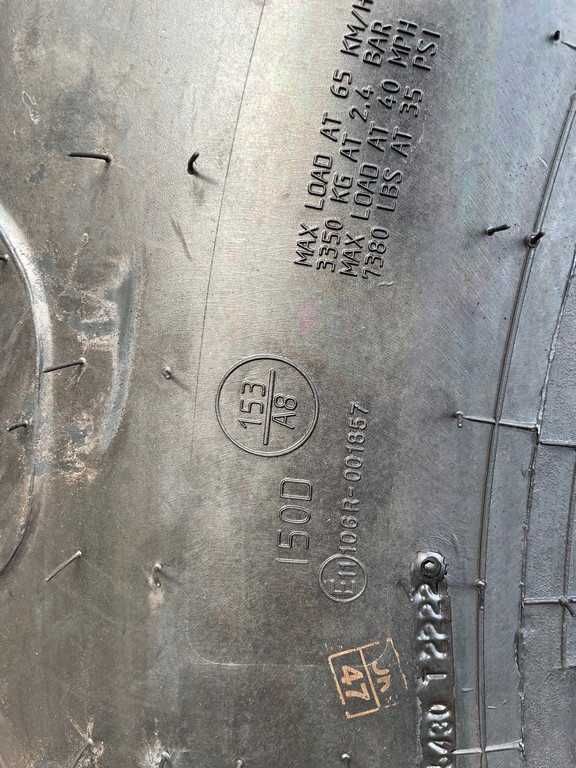 MAX LOAD AT 65 KM/H
3350 KG AT 2.4 BAR
MAX LOAD AT 40 MPH
7380 LBS AT 35 PSI
153
A8
150D
E11 106R-001857
47